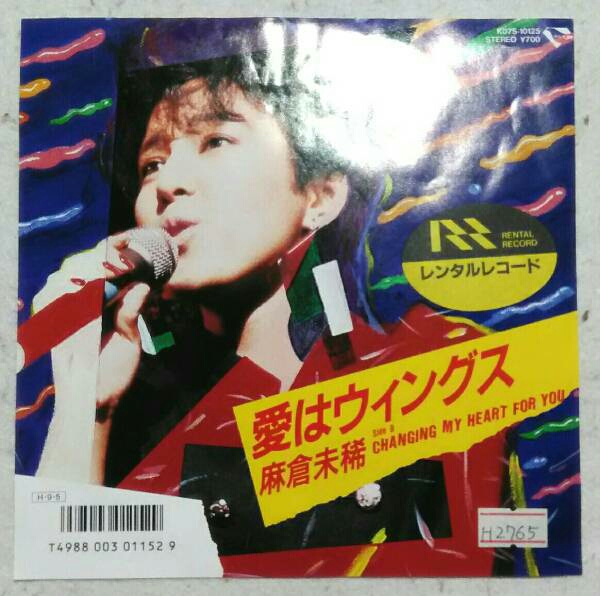 K07S-10125
STEREO ¥700
RENTAL
RECORD
レンタルレコード
愛はウィングス
Side B
CHANGING MY HEART FOR YOU
麻倉未稀
H·9·5
T4988 003 01152 9
H2765